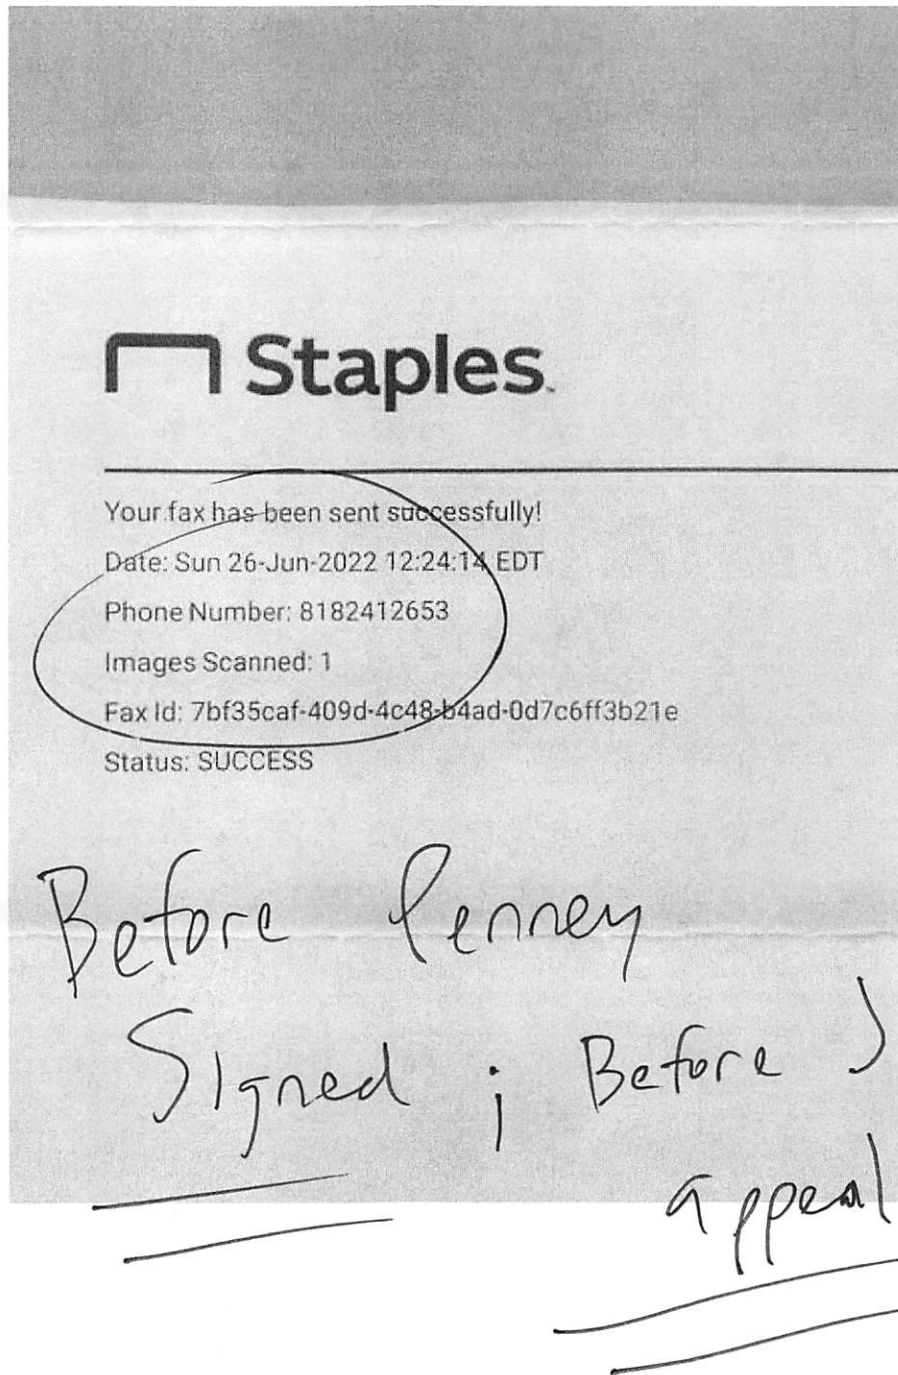 Staples
Your fax has been sent successfully!
Date: Sun 26-Jun-2022 12:24:14 EDT
Phone Number: 8182412653
Images Scanned: 1
Fax Id: 7bf35caf-409d-4c48-b4ad-0d7c6ff3b21e
Status: SUCCESS
Before Penney
Signed ; Before
appeal